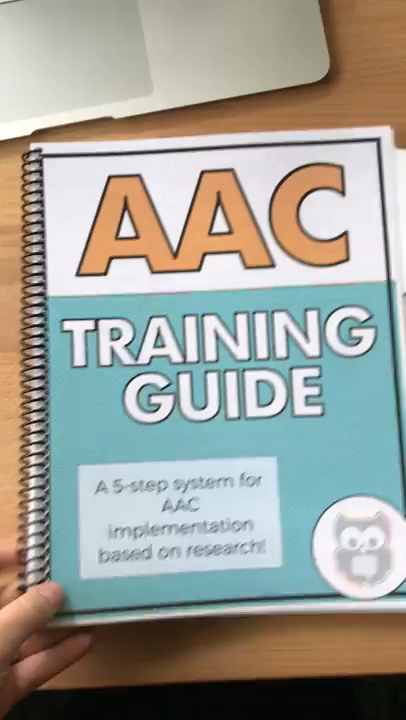 AAC
TRAINING
GUIDE
A 5-step system for
AAC
implementation
based on research!